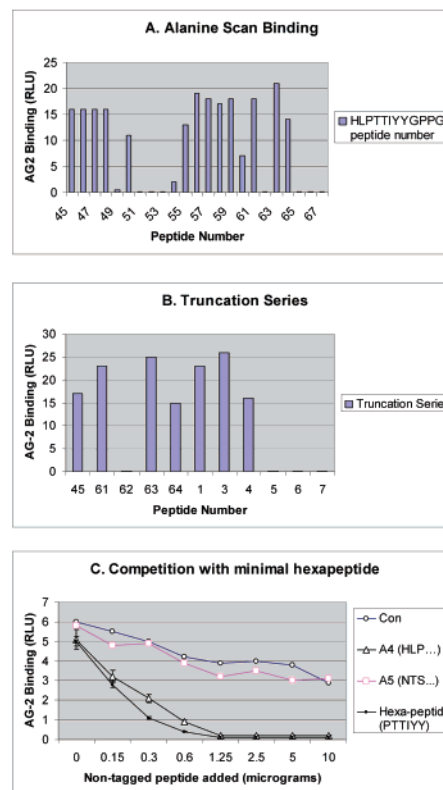 A. Alanine Scan Binding
AG2 Binding (RLU)
25
20
15
10
5
0
45 47 49 51 53 55 57 59 61 63 65 67
Peptide Number
HLPTTIYYGPPG
peptide number
B. Truncation Series
AG-2 Binding (RLU)
30
25
20
15
10
5
0
45 61 62 63 64 1 3 4 5 6 7
Peptide Number
Truncation Serie
C. Competition with minimal hexapeptide
AG-2 Binding (RLU)
7
6
5
4
3
2
1
0
0 0.15 0.3 0.6 1.25 2.5 5 10
Non-tagged peptide added (micrograms)
Con
A4 (HLP...)
A5 (NTS...)
Hexa-peptid
(PTTIYY)